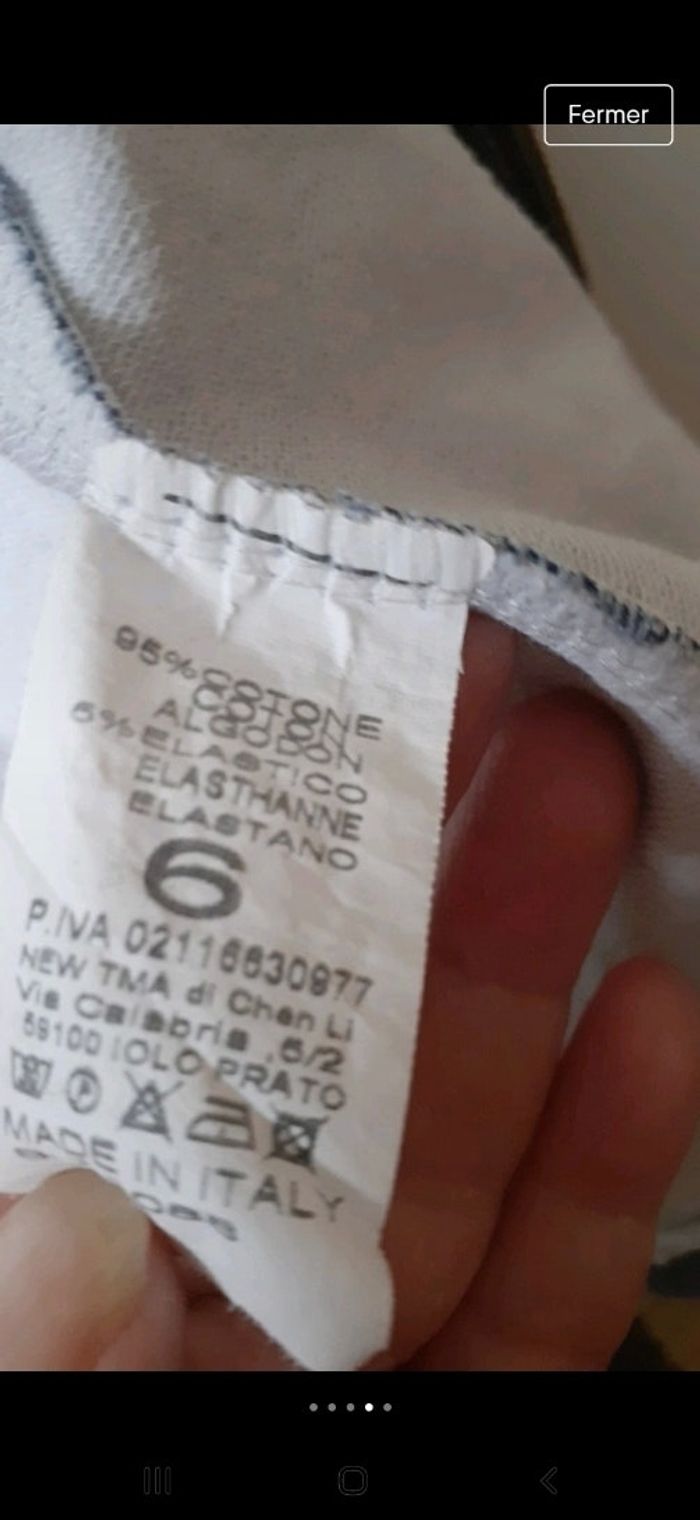 Fermer
95%COTONE
COTON
ALGODON
5%ELASTICO
ELASTHANNE
ELASTANO
6
P.IVA 02116630977
NEW TMA di Chen Li
Via Calabria .6/2
59100 IOLO PRATO
MADE IN ITALY